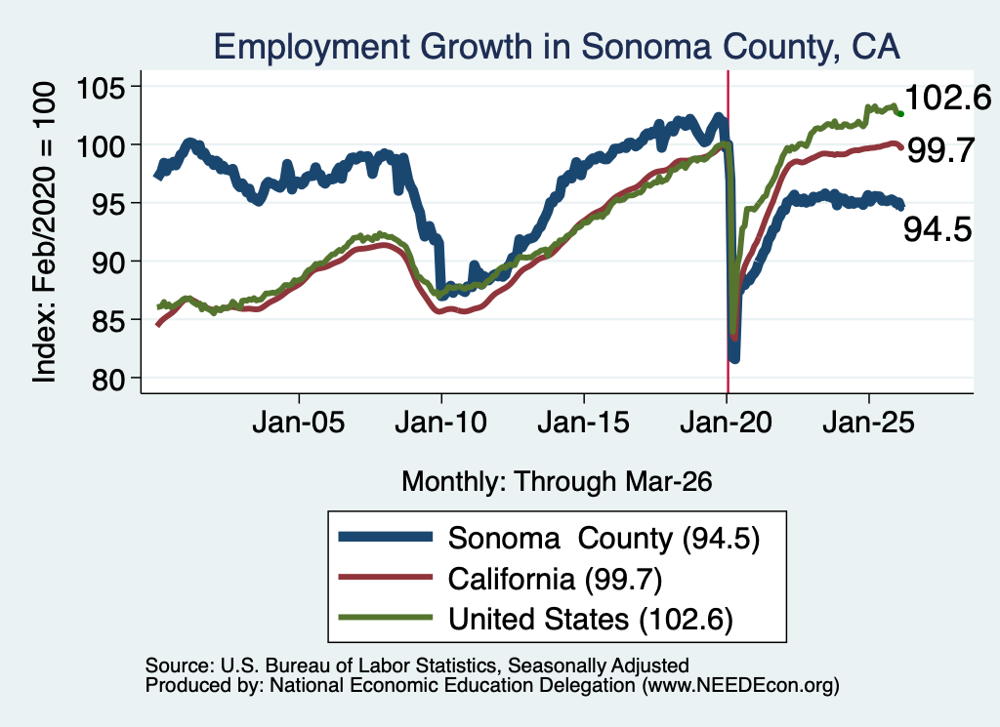 Employment Growth in Sonoma County, CA
Index: Feb/2020 = 100
105
100
95
90
85
80
102.6
99.7
94.5
Jan-05 Jan-10 Jan-15 Jan-20 Jan-25
Monthly: Through Mar-26
Sonoma  County (94.5)
California (99.7)
United States (102.6)
Source: U.S. Bureau of Labor Statistics, Seasonally Adjusted
Produced by: National Economic Education Delegation (www.NEEDEcon.org)